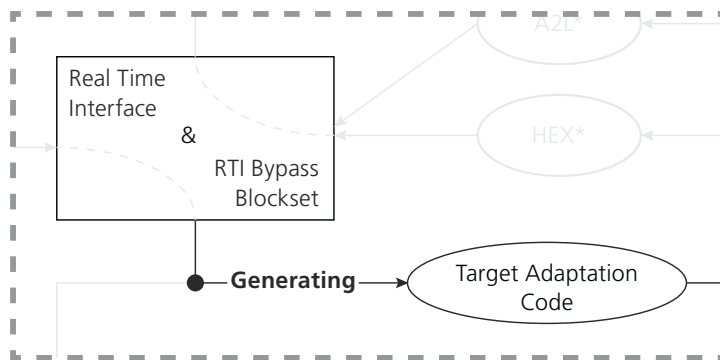 A2L*
Real Time
Interface
&
HEX*
RTI Bypass
Blockset
Generating
Target Adaptation
Code